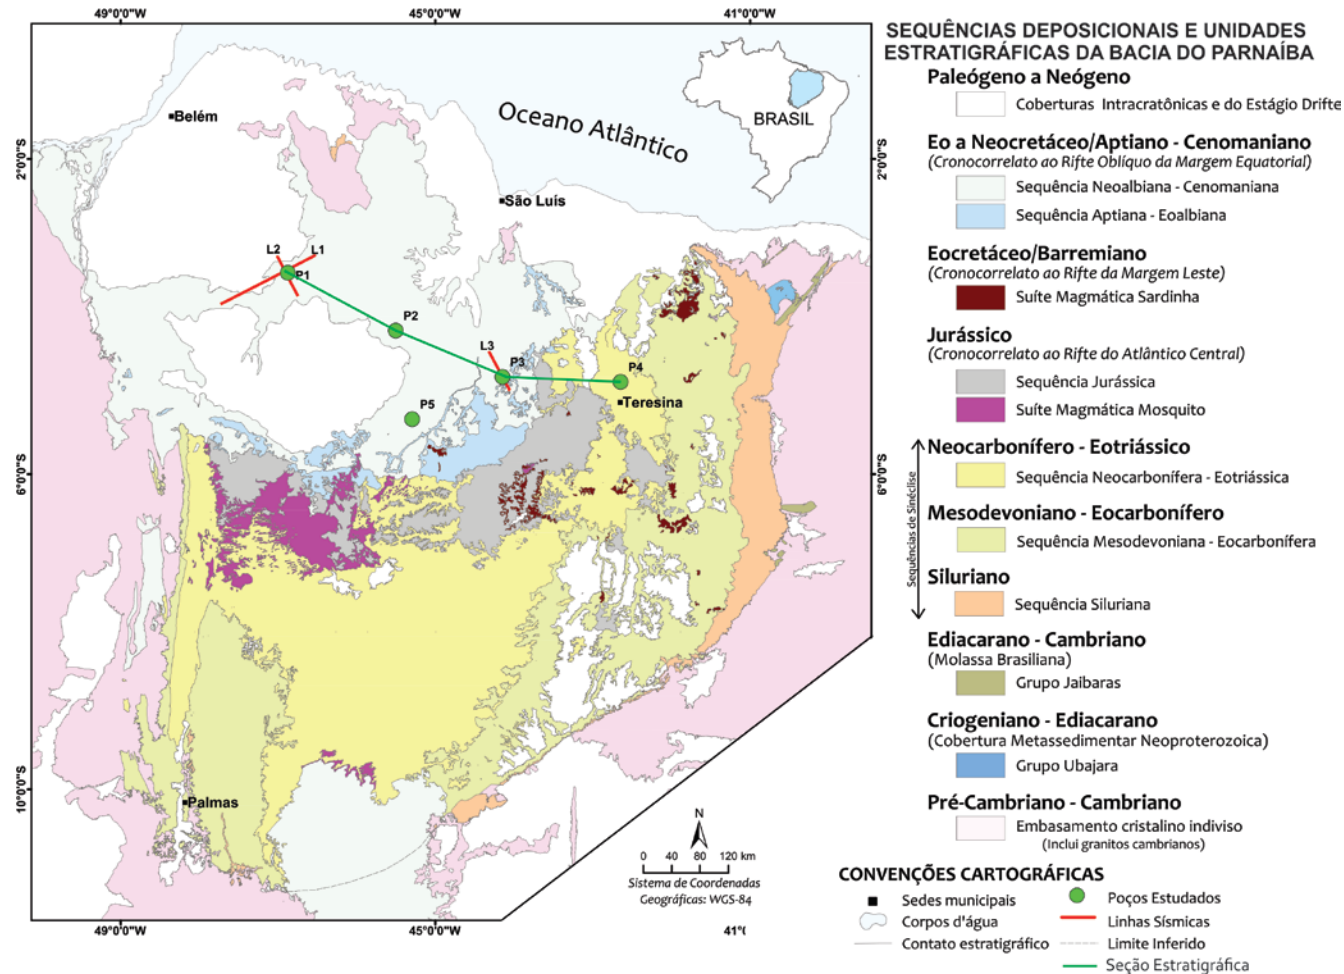 49°0'0"W
45°0'0"W
41°0'0"W
SEQUÊNCIAS DEPOSICIONAIS E UNIDADES
ESTRATIGRÁFICAS DA BACIA DO PARNAÍBA
Paleógeno a Neógeno
Coberturas Intracratônicas e do Estágio Drifte
Eo a Neocretáceo/Aptiano - Cenomaniano
(Cronocorrelato ao Rifte Oblíquo da Margem Equatorial)
Sequência Neoalbiana - Cenomaniana
Sequência Aptiana - Eoalbiana
Eocretáceo/Barremiano
(Cronocorrelato ao Rifte da Margem Leste)
Suíte Magmática Sardinha
Jurássico
(Cronocorrelato ao Rifte do Atlântico Central)
Sequência Jurássica
Suíte Magmática Mosquito
Neocarbonífero - Eotriássico
Sequência Neocarbonífera - Eotriássica
Mesodevoniano - Eocarbonífero
Sequência Mesodevoniana - Eocarbonífera
Siluriano
Sequência Siluriana
Sequências de Sinéclise
Ediacarano - Cambriano
(Molassa Brasiliana)
Grupo Jaibaras
Criogeniano - Ediacarano
(Cobertura Metassedimentar Neoproterozoica)
Grupo Ubajara
Pré-Cambriano - Cambriano
Embasamento cristalino indiviso
(Inclui granitos cambrianos)
CONVENÇÕES CARTOGRÁFICAS
Sedes municipais
Corpos d'água
Contato estratigráfico
Poços Estudados
Linhas Sísmicas
Limite Inferido
Seção Estratigráfica
Oceano Atlântico
BRASIL
Belém
São Luís
L2
L1
P1
P2
L3
P3
P4
Teresina
P5
Palmas
2°0'0"S
2°0'0"S
6°0'0"S
6°0'0"S
10°0'0"S
N
0 40 80 120 km
Sistema de Coordenadas
Geográficas: WGS-84
49°0'0"W
45°0'0"W
41°0'(